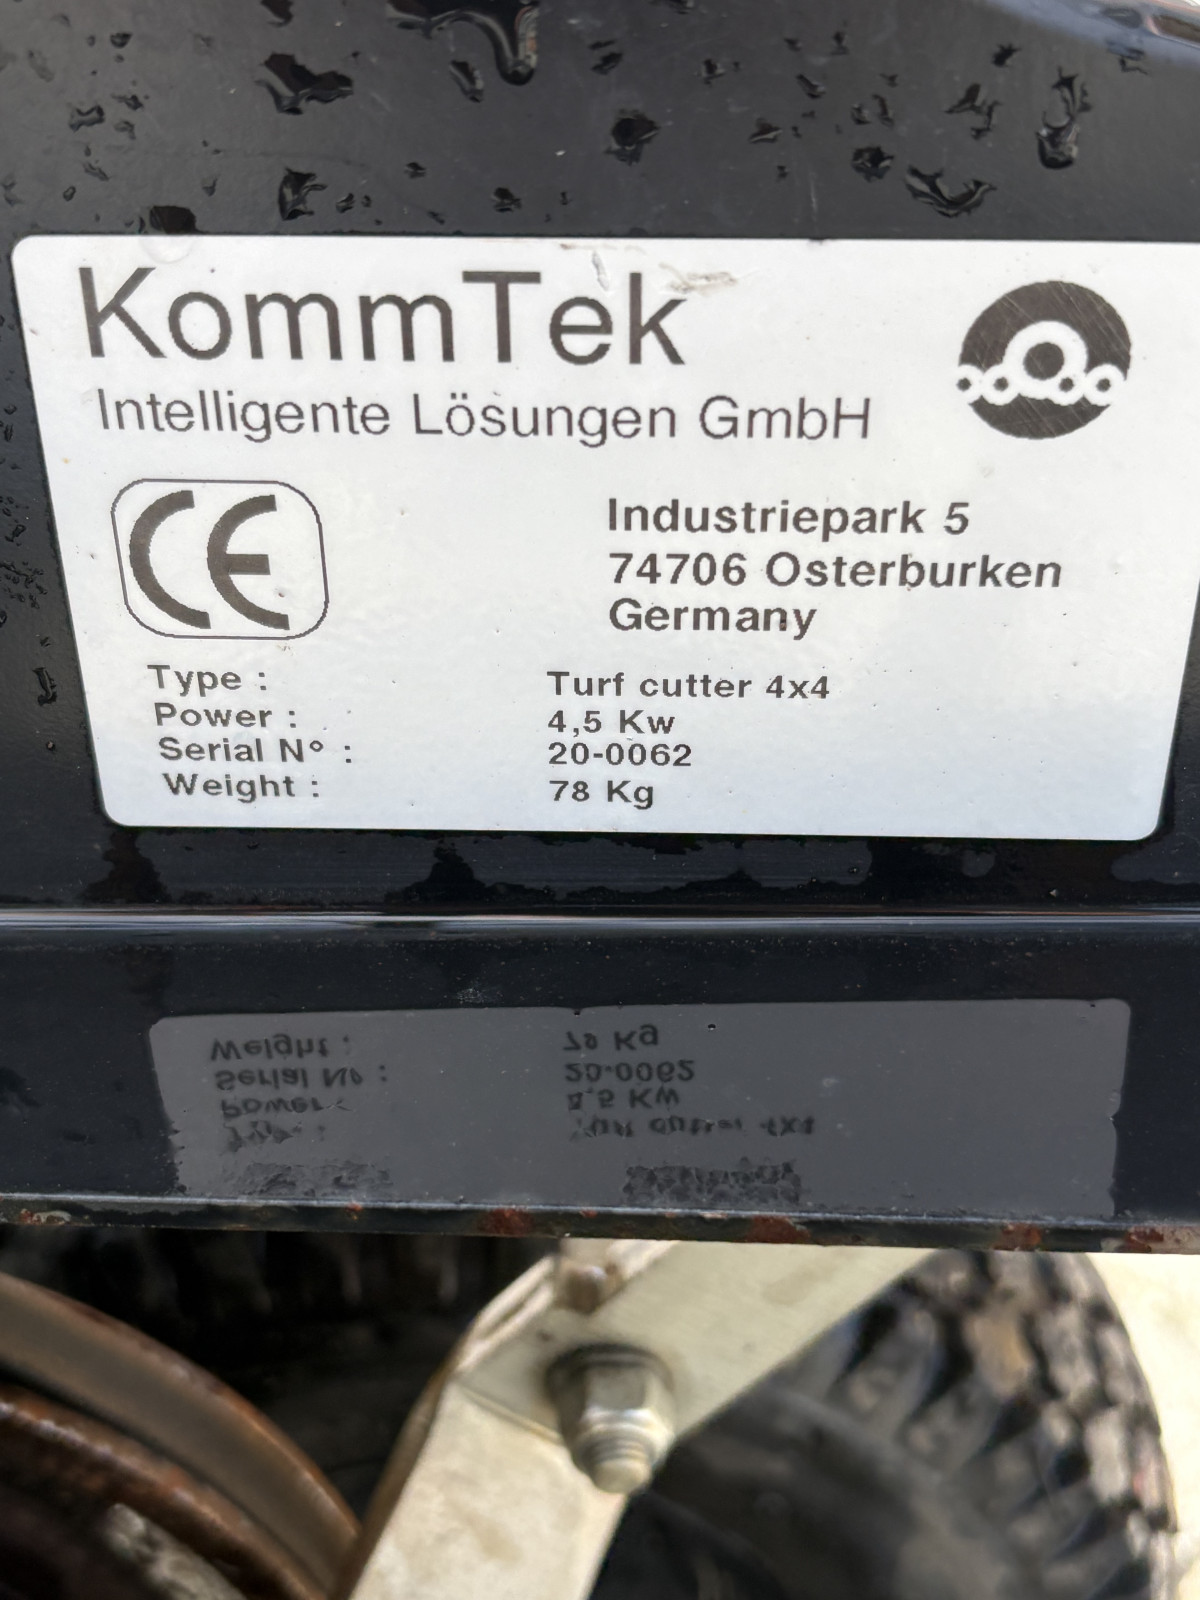 KommTek
Intelligente Lösungen GmbH
CE
Industriepark 5
74706 Osterburken
Germany
Type : Turf cutter 4x4
Power : 4,5 Kw
Serial N° : 20-0062
Weight : 78 Kg